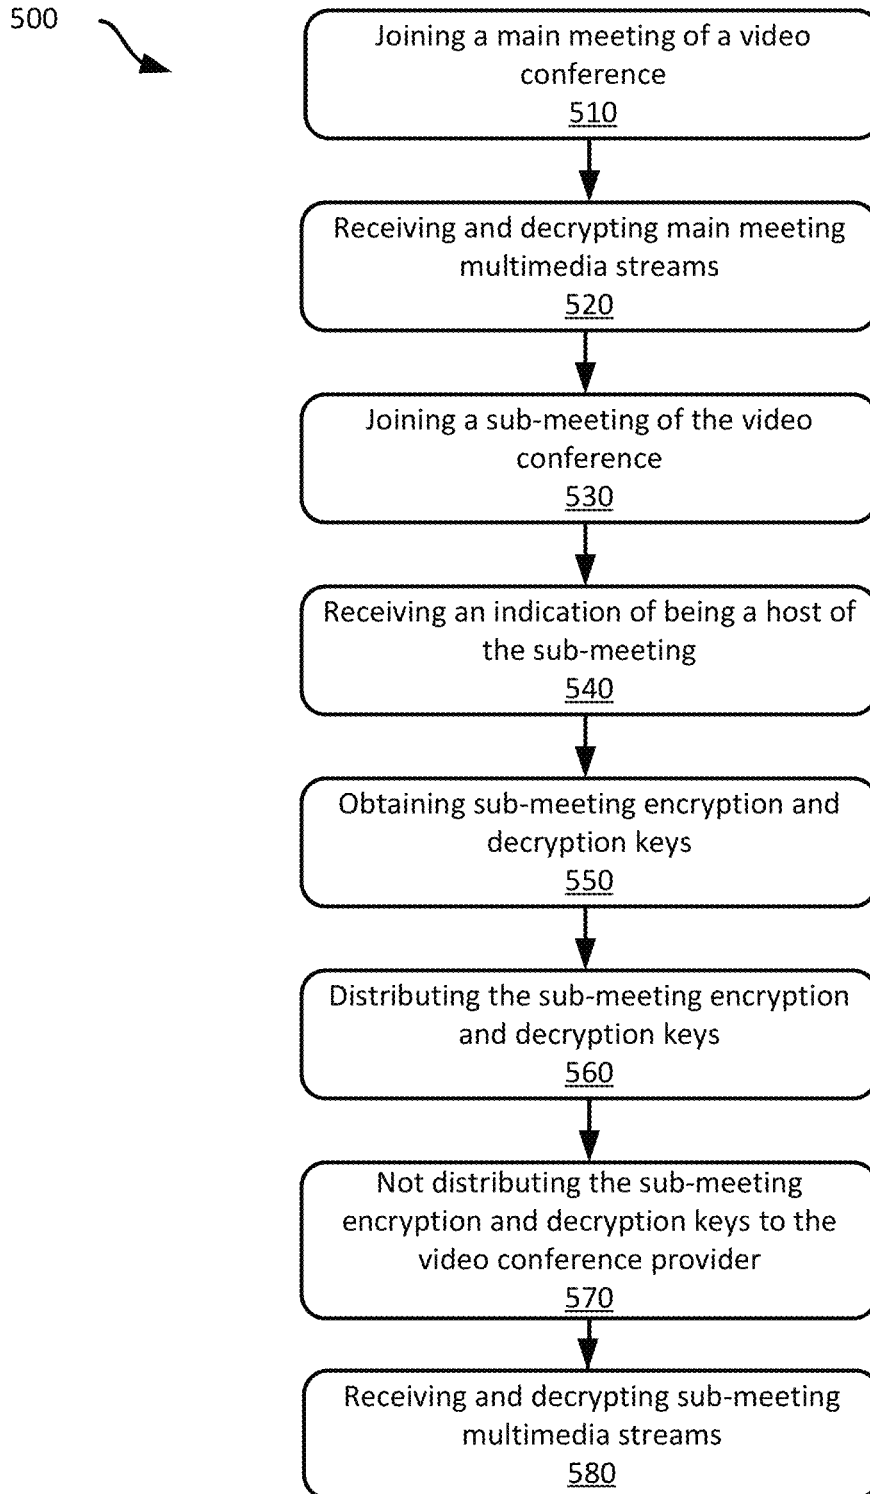 500
Joining a main meeting of a video
conference
510
Receiving and decrypting main meeting
multimedia streams
520
Joining a sub-meeting of the video
conference
530
Receiving an indication of being a host of
the sub-meeting
540
Obtaining sub-meeting encryption and
decryption keys
550
Distributing the sub-meeting encryption
and decryption keys
560
Not distributing the sub-meeting
encryption and decryption keys to the
video conference provider
570
Receiving and decrypting sub-meeting
multimedia streams
580